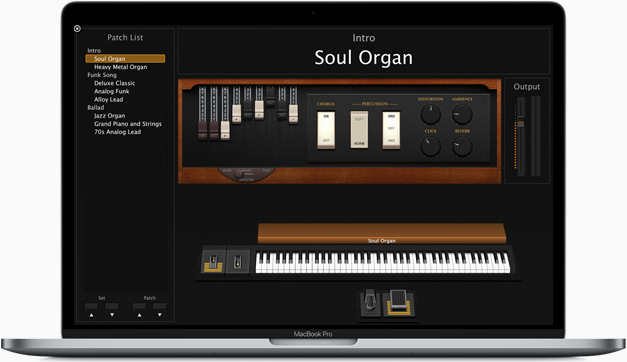 Patch List
Intro
Soul Organ
Heavy Metal Organ
Funk Song
Deluxe Classic
Analog Funk
Alloy Lead
Ballad
Jazz Organ
Grand Piano and Strings
70s Analog Lead
Set
Patch
Intro
Soul Organ
CHORUS
PERCUSSION
DISTORTION
AMBIENCE
ON
OFF
SOFT
NORM
OFF
CLICK
REVERB
Output
Soul Organ
MacBook Pro